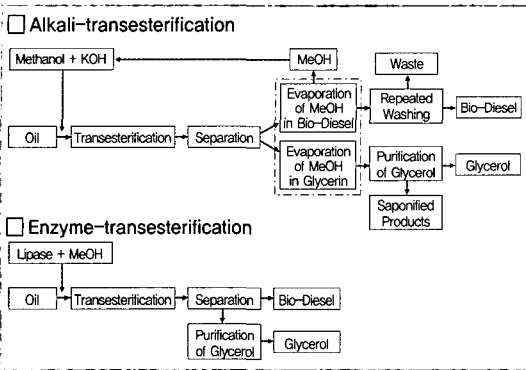 Alkali-transesterification
Methanol + KOH
MeOH
Waste
Evaporation
of MeOH
in Bio-Diesel
Repeated
Washing
Bio-Diesel
Oil
Transesterification
Separation
Evaporation
of MeOH
in Glycerin
Purification
of Glycerol
Glycerol
Saponified
Products
Enzyme-transesterification
Lipase + MeOH
Oil
Transesterification
Separation
Bio-Diesel
Purification
of Glycerol
Glycerol